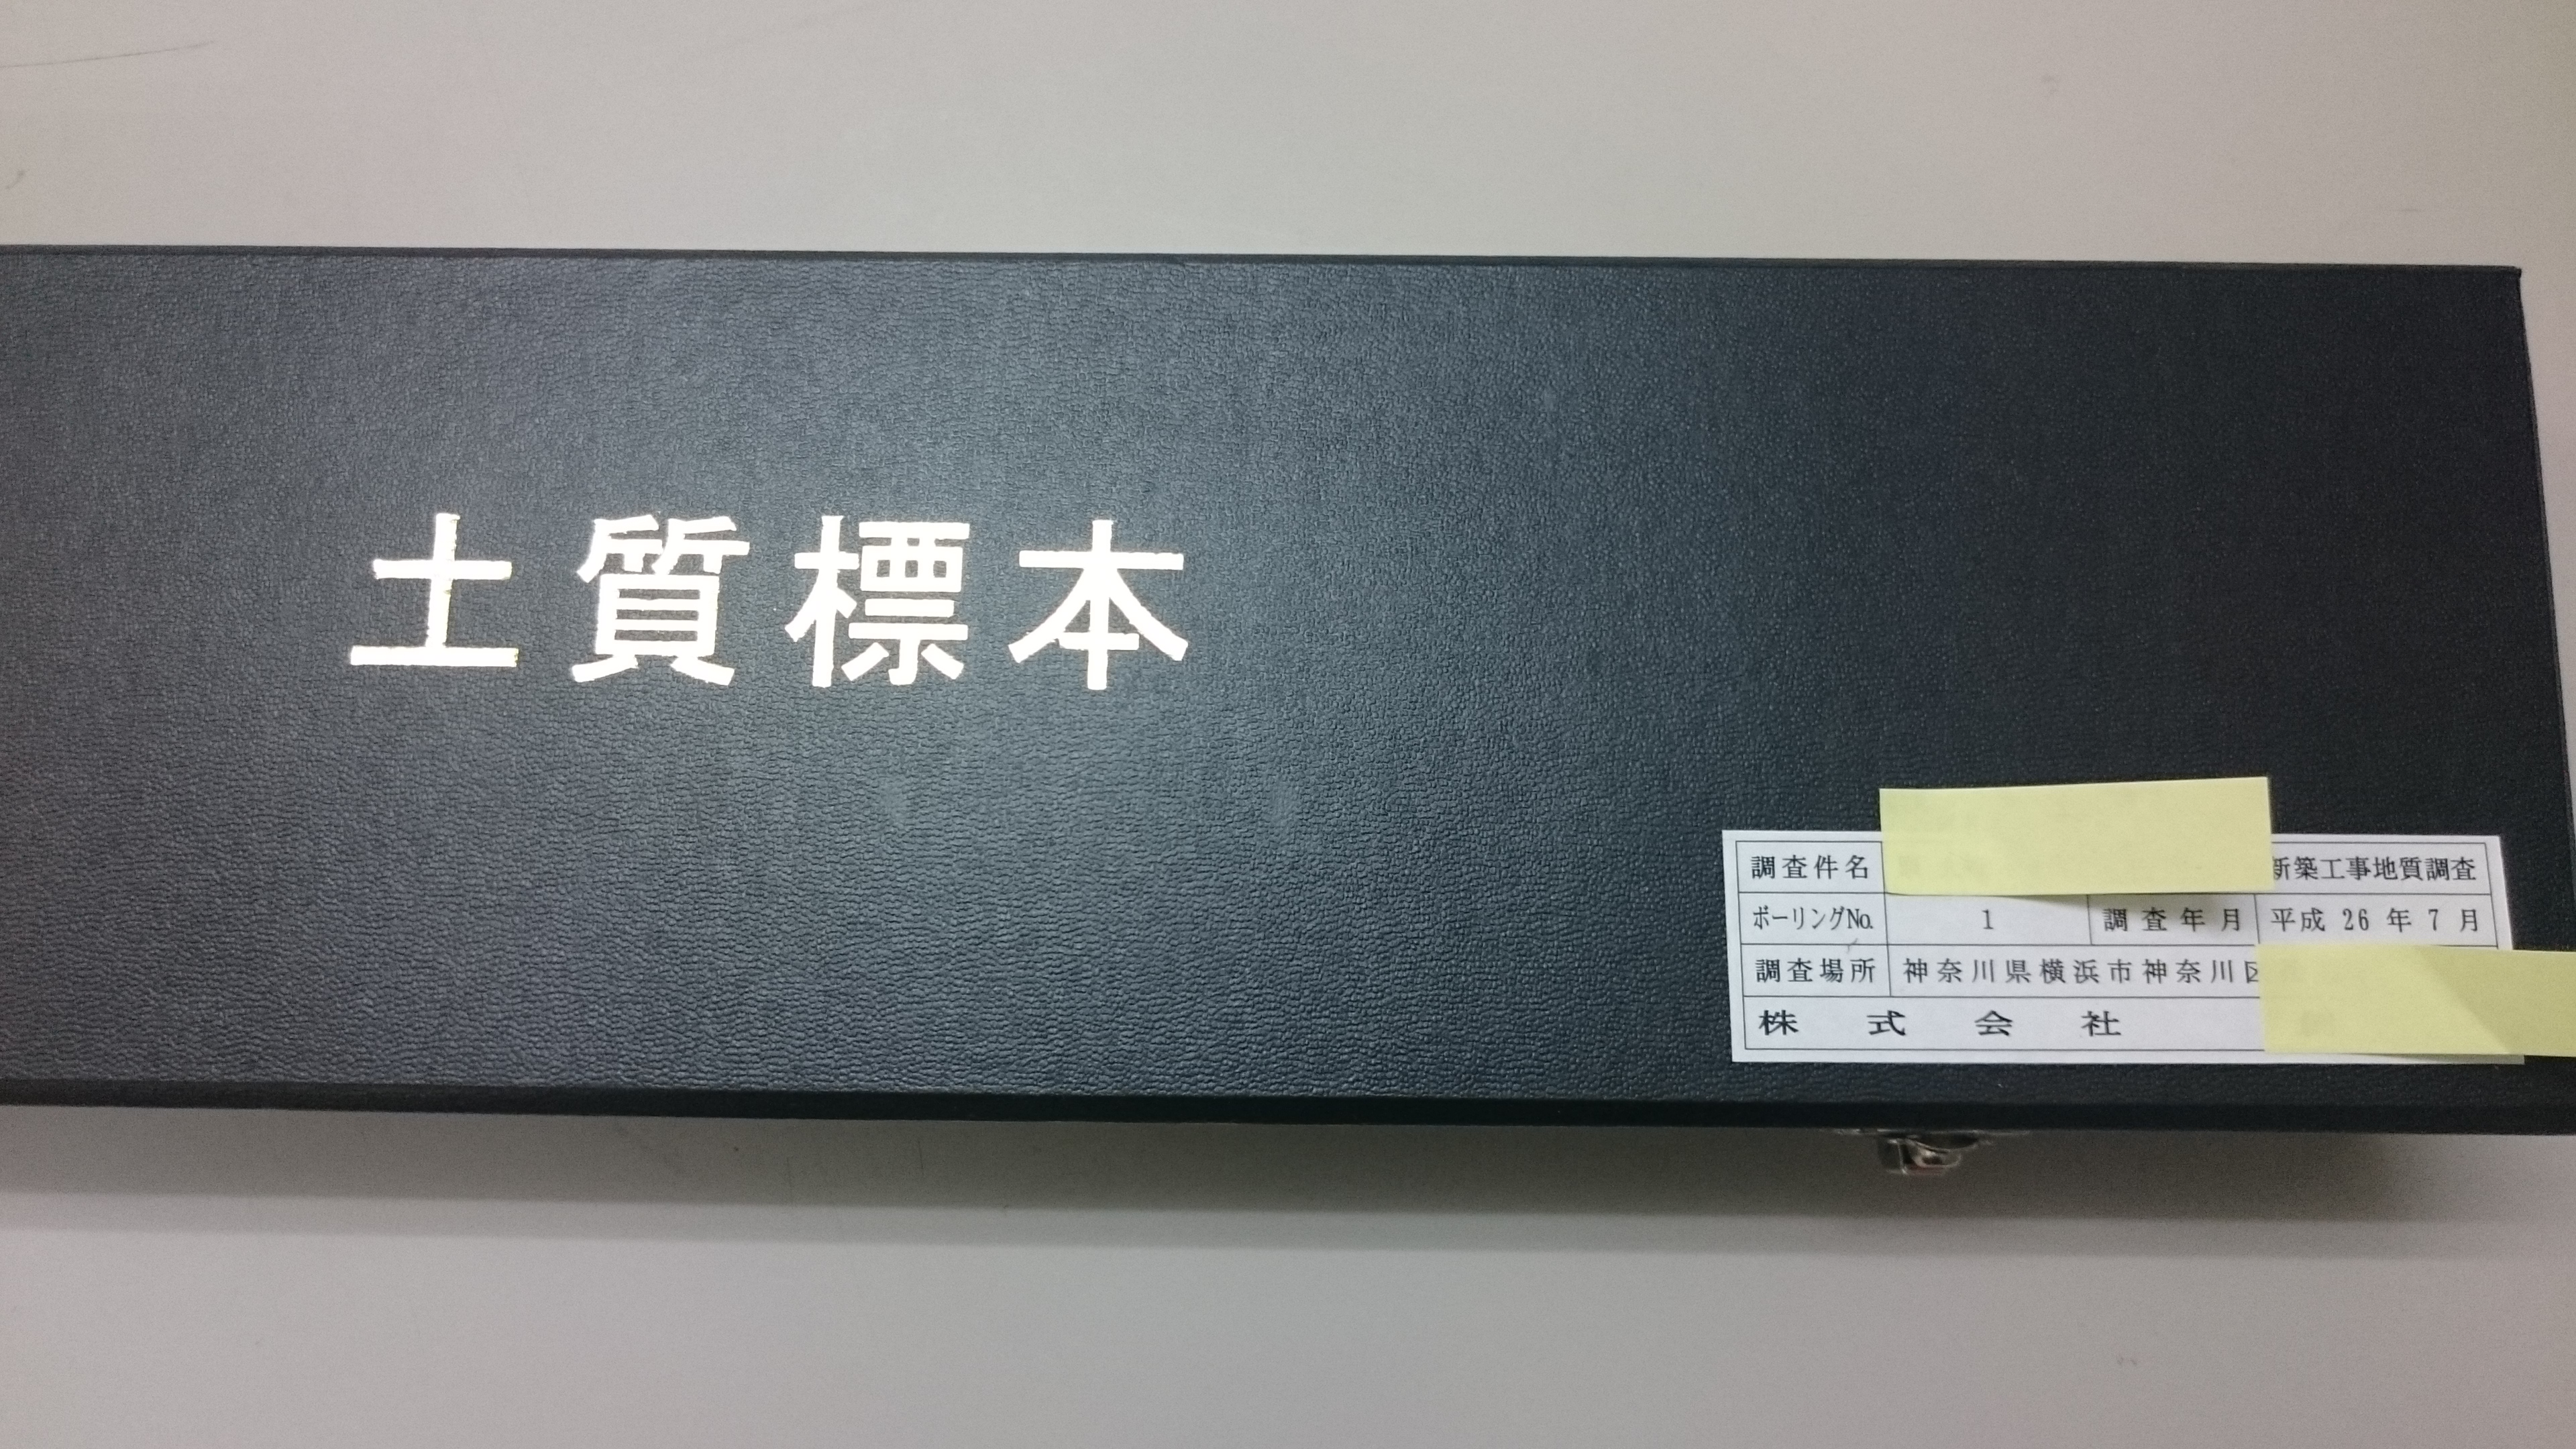 土質標本
調査件名 新築工事地質調査
ボーリングNo. 1 調査年月 平成 26 年 7 月
調査場所 神奈川県横浜市神奈川区
株式会社